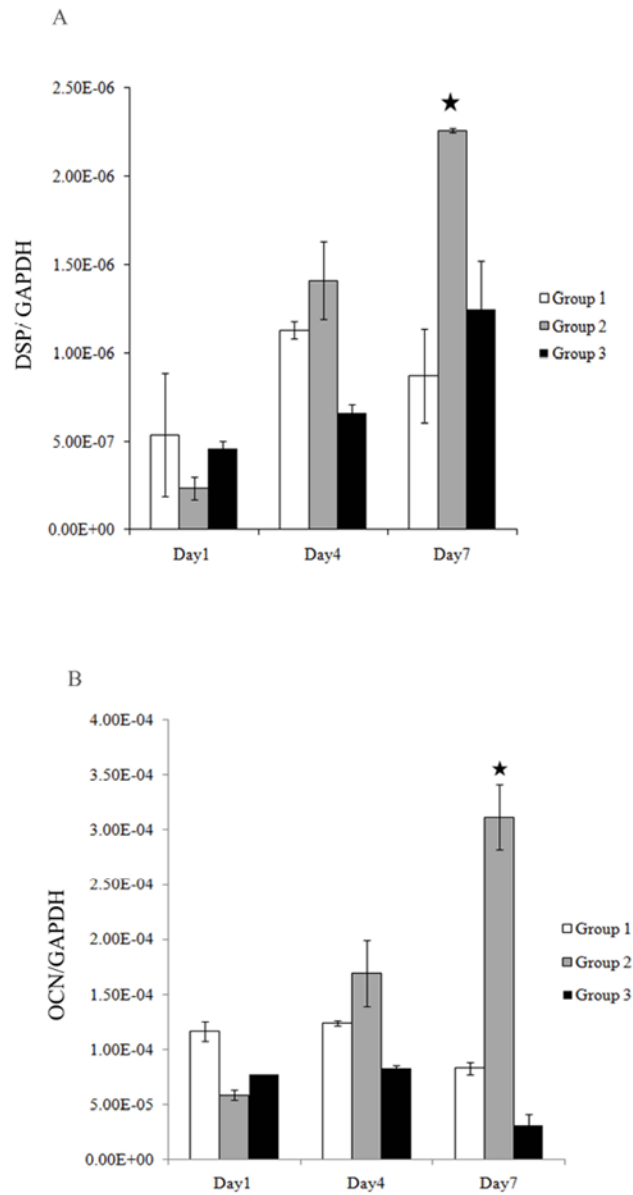 A
2.50E-06
2.00E-06
1.50E-06
1.00E-06
5.00E-07
0.00E+00
DSP/ GAPDH
Day1 Day4 Day7
Group 1
Group 2
Group 3
B
4.00E-04
3.50E-04
3.00E-04
2.50E-04
2.00E-04
1.50E-04
1.00E-04
5.00E-05
0.00E+00
OCN/GAPDH
Day1 Day4 Day7
Group 1
Group 2
Group 3